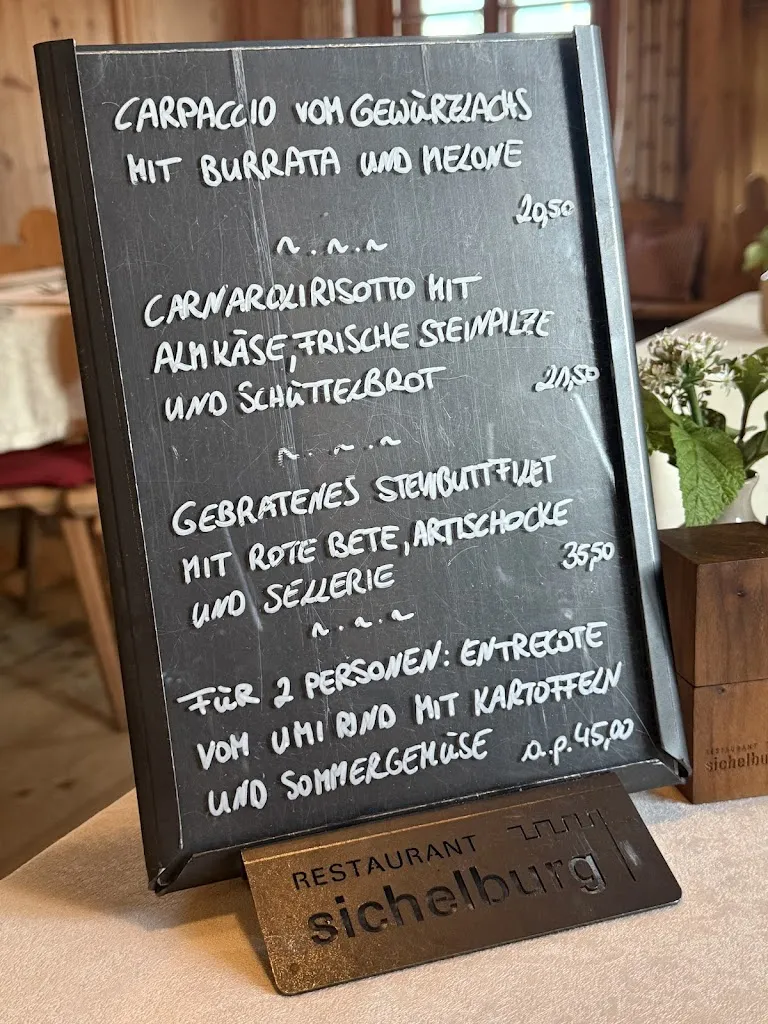 CARPACCIO VOM GEWÜRZLACHS
MIT BURRATA UND MELONE
20,50
~.~.~
CARNAROLIRISOTTO MIT
ALMKÄSE, FRISCHE STEINPILZE
UND SCHÜTTELBROT
21,50
~.~.~
GEBRATENES STEINBUTTFILET
MIT ROTE BETE, ARTISCHOCKE
35,50
UND SELLERIE
~.~.~
FÜR 2 PERSONEN: ENTRECOTE
VOM UMI RIND MIT KARTOFFELN
UND SOMMERGEMÜSE a.p. 45,00
RESTAURANT
sichelburg
RESTAURANT
sichelbu